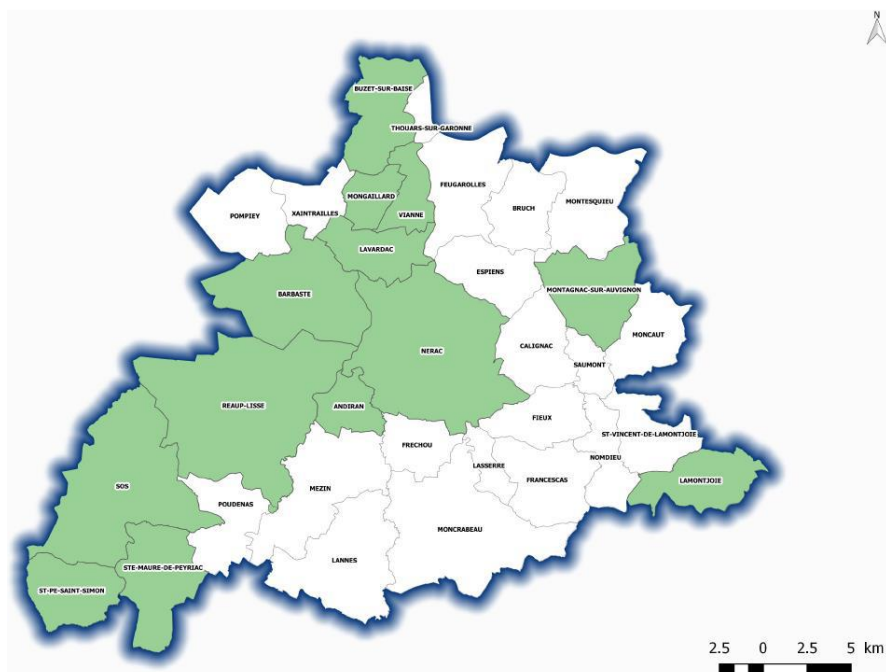 N
BUZET-SUR-BAISE
THOUARS-SUR-GARONNE
FEUGAROLLES
MONGAILLARD
MONTESQUIEU
BRUCH
XAINTRAILLES
VIANNE
POMPIEY
LAVARDAC
ESPIENS
MONTAGNAC-SUR-AUVIGNON
BARBASTE
MONCAUT
CALIGNAC
NERAC
SAUMONT
REAUP-LISSE
ANDIRAN
FIEUX
ST-VINCENT-DE-LAMONTJOIE
FRECHOU
NOMDIEU
LASSERRE
FRANCESCAS
LAMONTJOIE
SOS
MEZIN
POUDENAS
MONCRABEAU
LANNES
STE-MAURE-DE-PEYRIAC
ST-PE-SAINT-SIMON
2.5 0 2.5 5 km